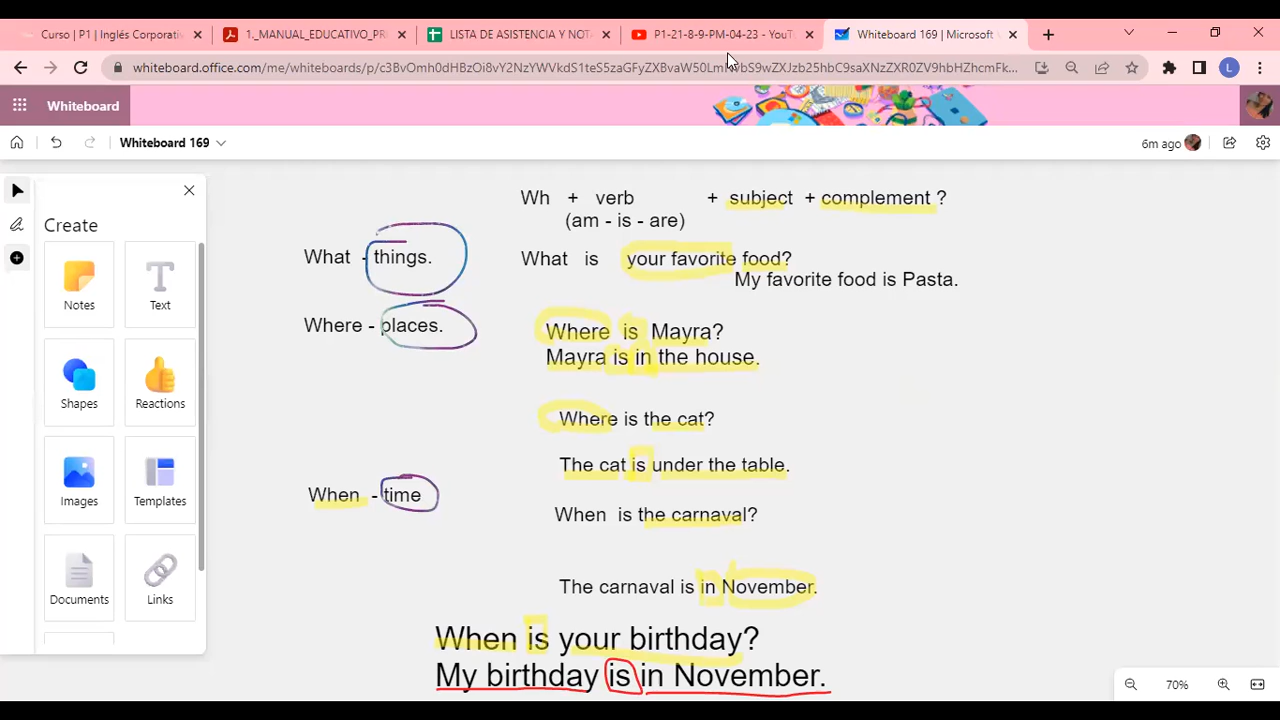 Curso | P1 | Inglés Corporativ
1._MANUAL_EDUCATIVO_PR
LISTA DE ASISTENCIA Y NOTA
P1-21-8-9-PM-04-23 - YouTu
Whiteboard 169 | Microsoft
L
Whiteboard
Whiteboard 169
6m ago
Create
Notes
Text
Shapes
Reactions
Images
Templates
Documents
Links
Wh + verb + subject + complement ?
(am - is - are)
What - things.
What is your favorite food?
My favorite food is Pasta.
Where - places.
Where is Mayra?
Mayra is in the house.
Where is the cat?
The cat is under the table.
When - time
When is the carnaval?
The carnaval is in November.
When is your birthday?
My birthday is in November.
70%